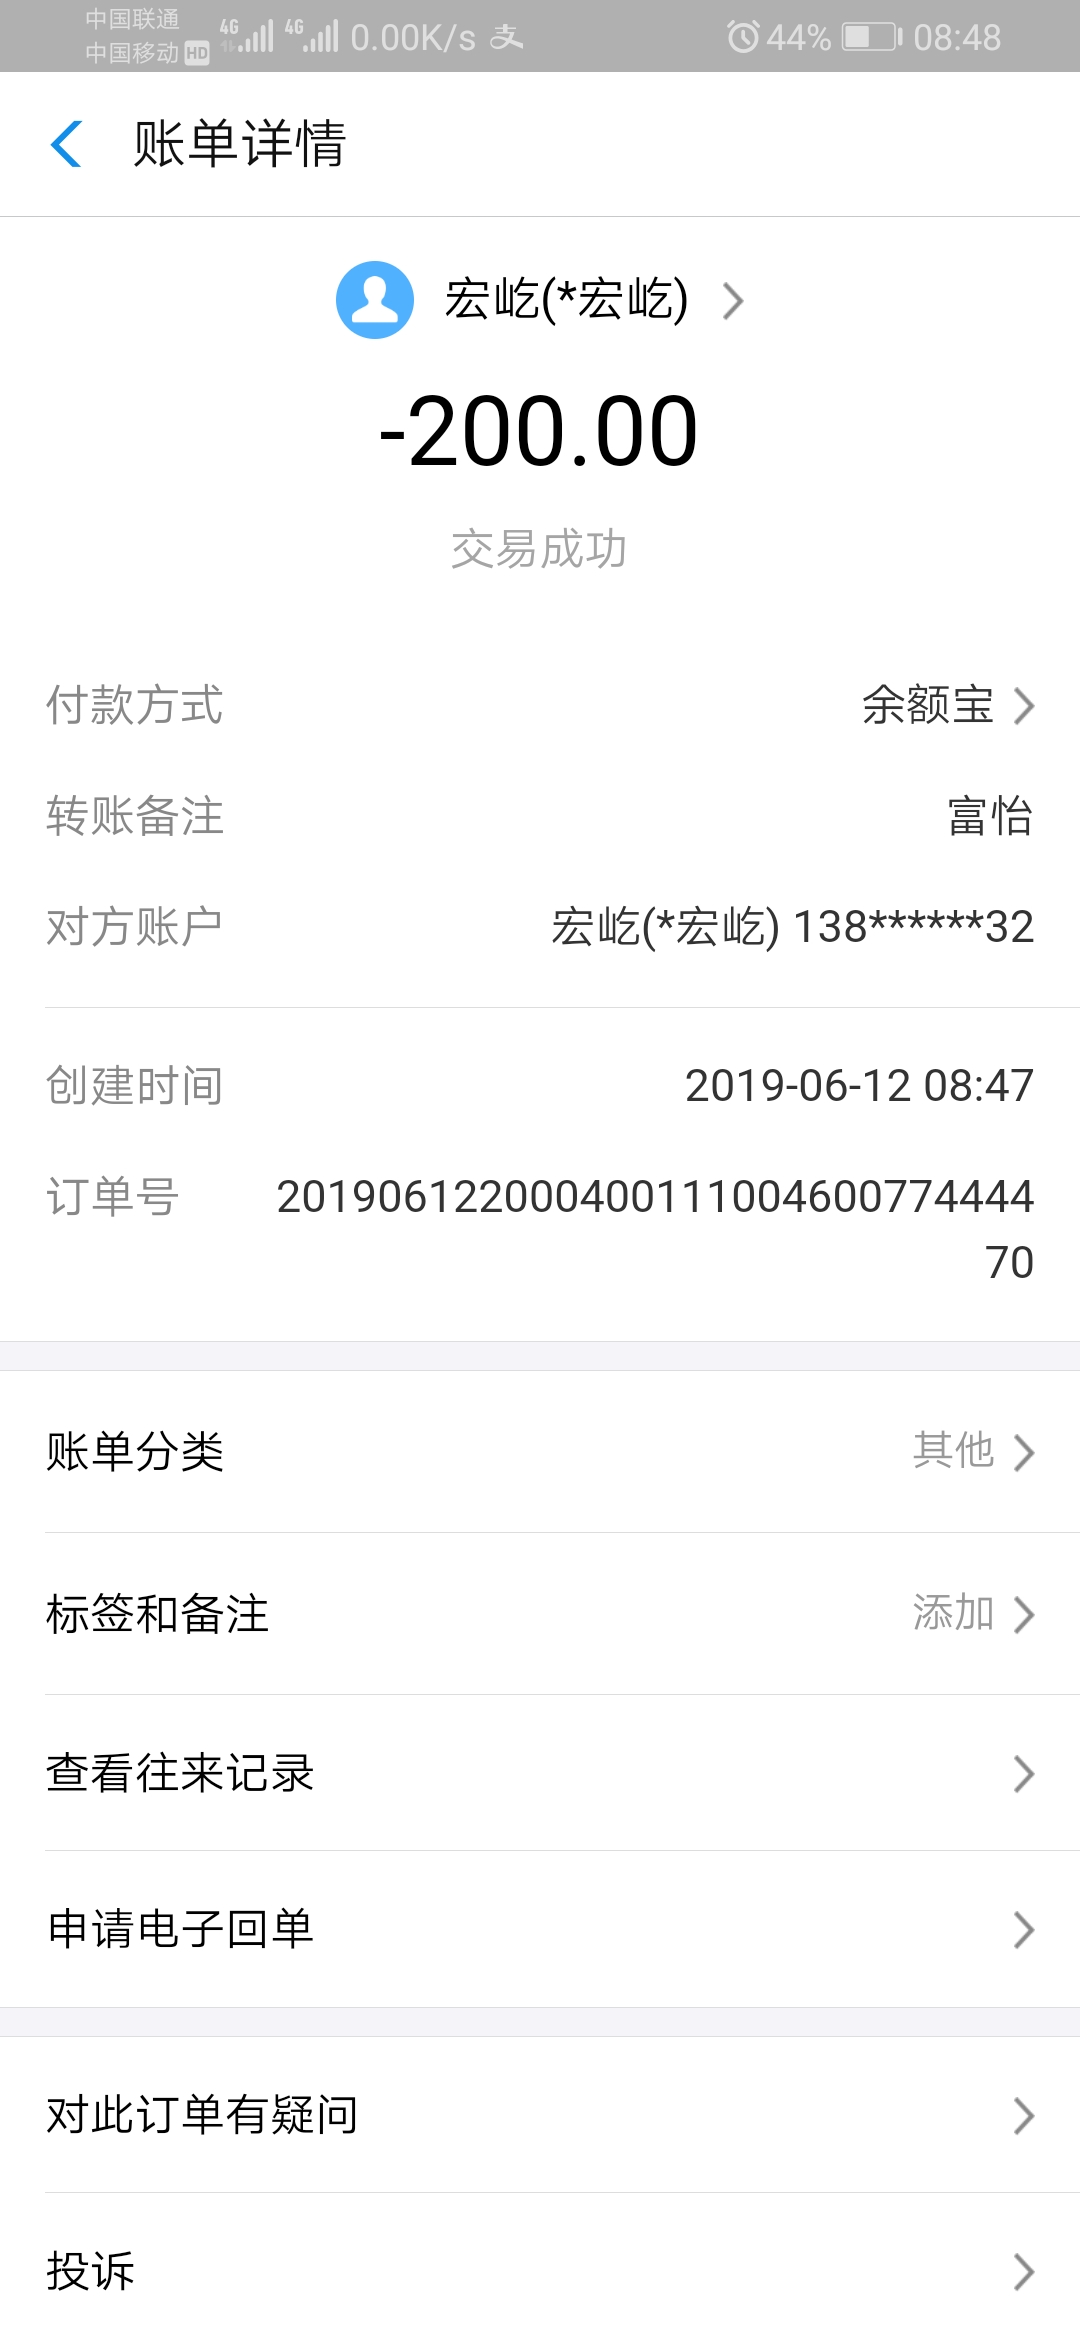 中国联通
中国移动 HD 4G 4G 0.00K/s 支 44% 08:48
账单详情
宏屹(*宏屹)
-200.00
交易成功
付款方式 余额宝
转账备注 富怡
对方账户 宏屹(*宏屹) 138******32
创建时间 2019-06-12 08:47
订单号 201906122000400111004600774444
70
账单分类 其他
标签和备注 添加
查看往来记录
申请电子回单
对此订单有疑问
投诉